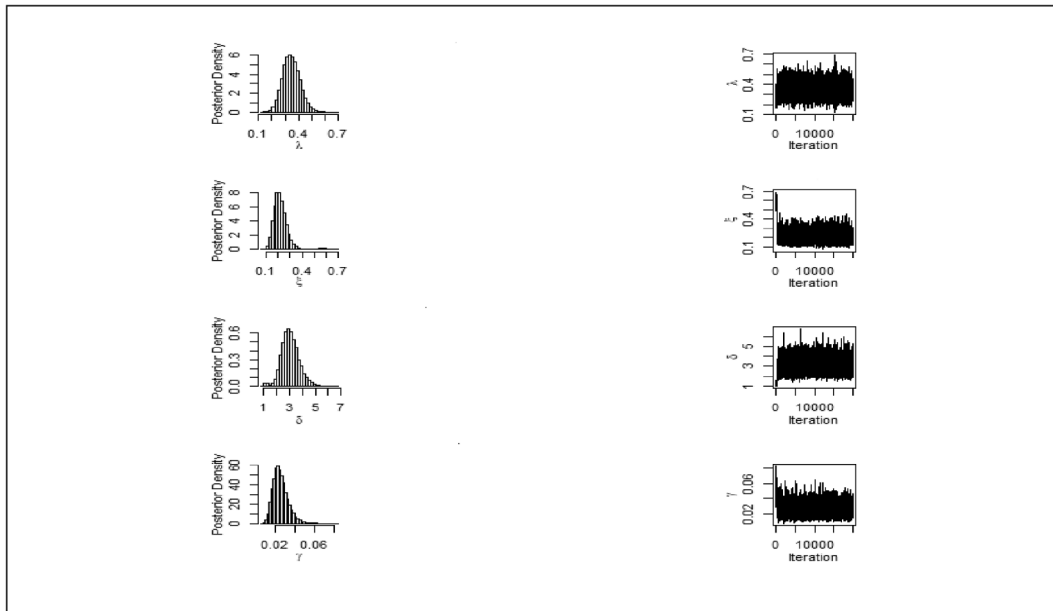 Posterior Density
0 2 4 6
0.1 0.4 0.7
λ
λ
0.1 0.4 0.7
0 10000
Iteration
Posterior Density
0 2 4 6 8
0.1 0.4 0.7
ξ
ξ
0.1 0.4 0.7
0 10000
Iteration
Posterior Density
0.0 0.3 0.6
1 3 5 7
δ
δ
1 3 5
0 10000
Iteration
Posterior Density
0 20 40 60
0.02 0.06
γ
γ
0.02 0.06
0 10000
Iteration